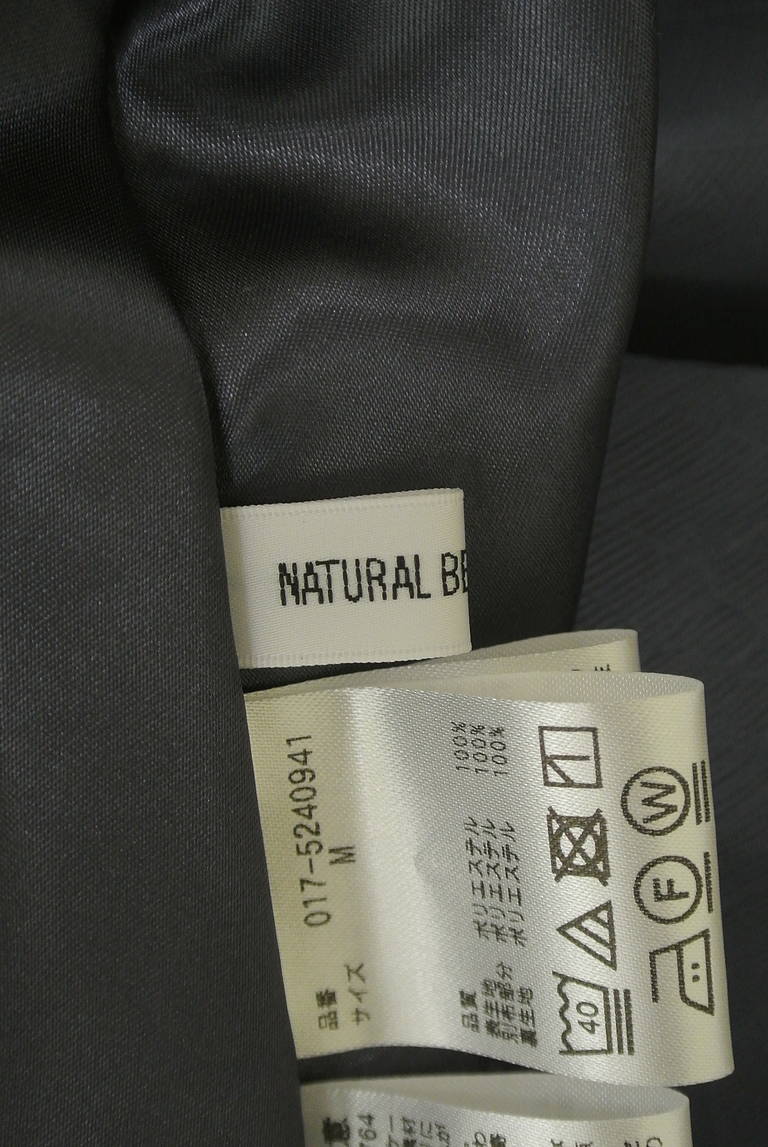 NATURAL BE
品番 017-5240941
サイズ M
品質
表生地 ポリエステル 100%
別布部分 ポリエステル 100%
裏生地 ポリエステル 100%
40
W
F